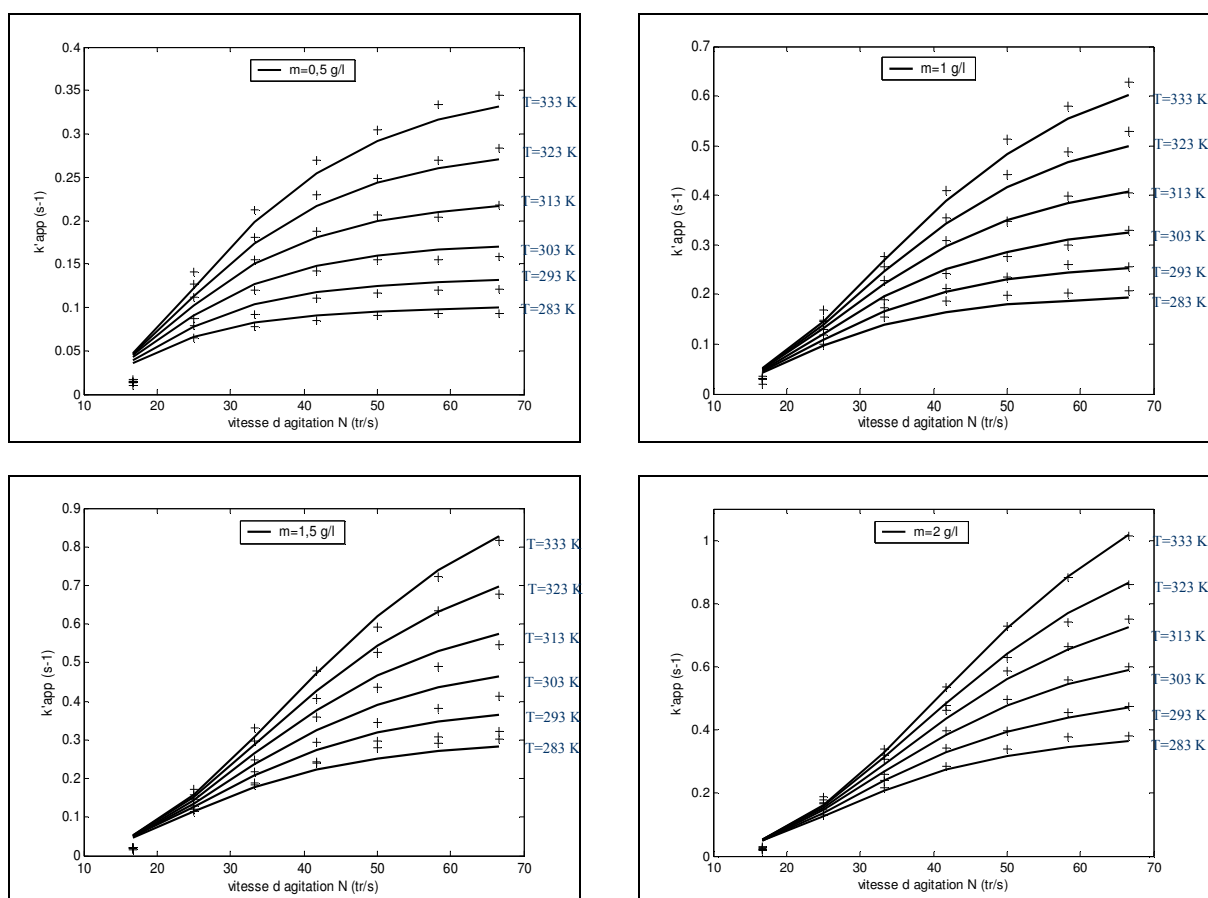 m=0,5 g/l
0.4
0.35
0.3
0.25
0.2
0.15
0.1
0.05
0
k'app (s-1)
10 20 30 40 50 60 70
vitesse d agitation N (tr/s)
T=333 K
T=323 K
T=313 K
T=303 K
T=293 K
T=283 K
m=1 g/l
0.7
0.6
0.5
0.4
0.3
0.2
0.1
0
k'app (s-1)
10 20 30 40 50 60 70
vitesse d agitation N (tr/s)
T=333 K
T=323 K
T=313 K
T=303 K
T=293 K
T=283 K
m=1,5 g/l
0.9
0.8
0.7
0.6
0.5
0.4
0.3
0.2
0.1
0
k'app (s-1)
10 20 30 40 50 60 70
vitesse d agitation N (tr/s)
T=333 K
T=323 K
T=313 K
T=303 K
T=293 K
T=283 K
m=2 g/l
1
0.8
0.6
0.4
0.2
0
k'app (s-1)
10 20 30 40 50 60 70
vitesse d agitation N (tr/s)
T=333 K
T=323 K
T=313 K
T=303 K
T=293 K
T=283 K